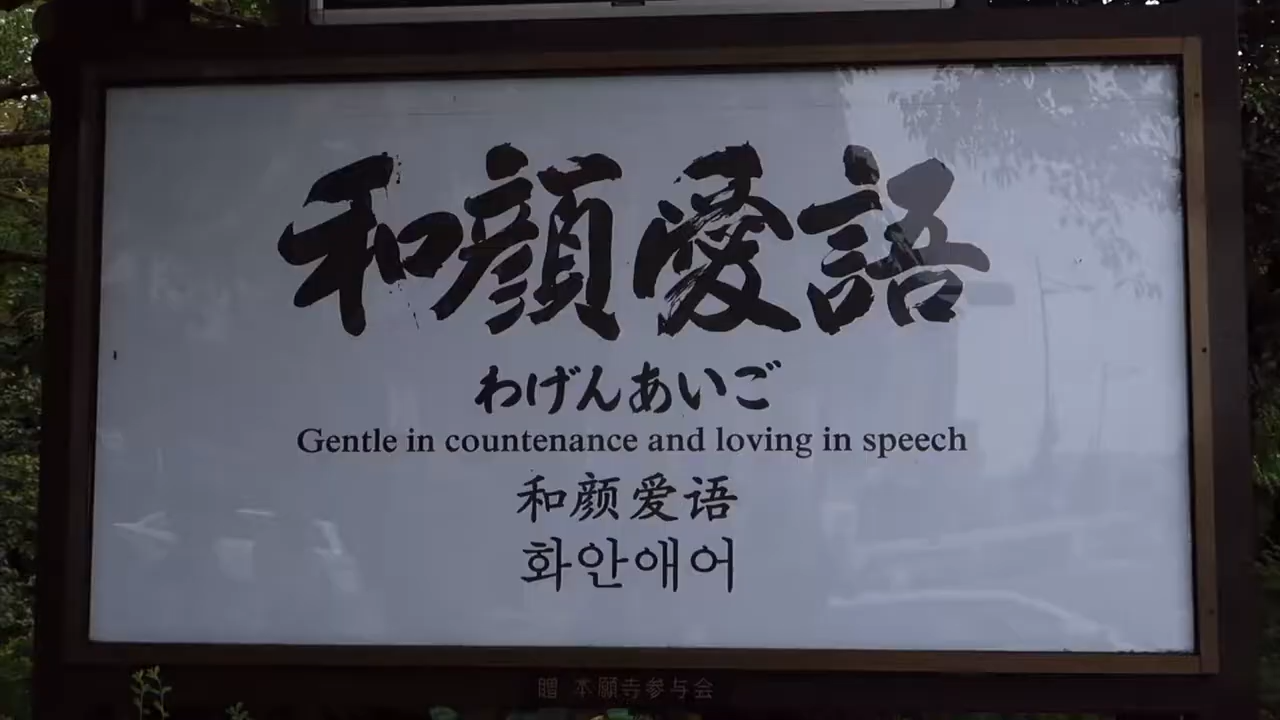 和顔愛語
わげんあいご
Gentle in countenance and loving in speech
和颜爱语
화안애어
贈 本願寺参与会